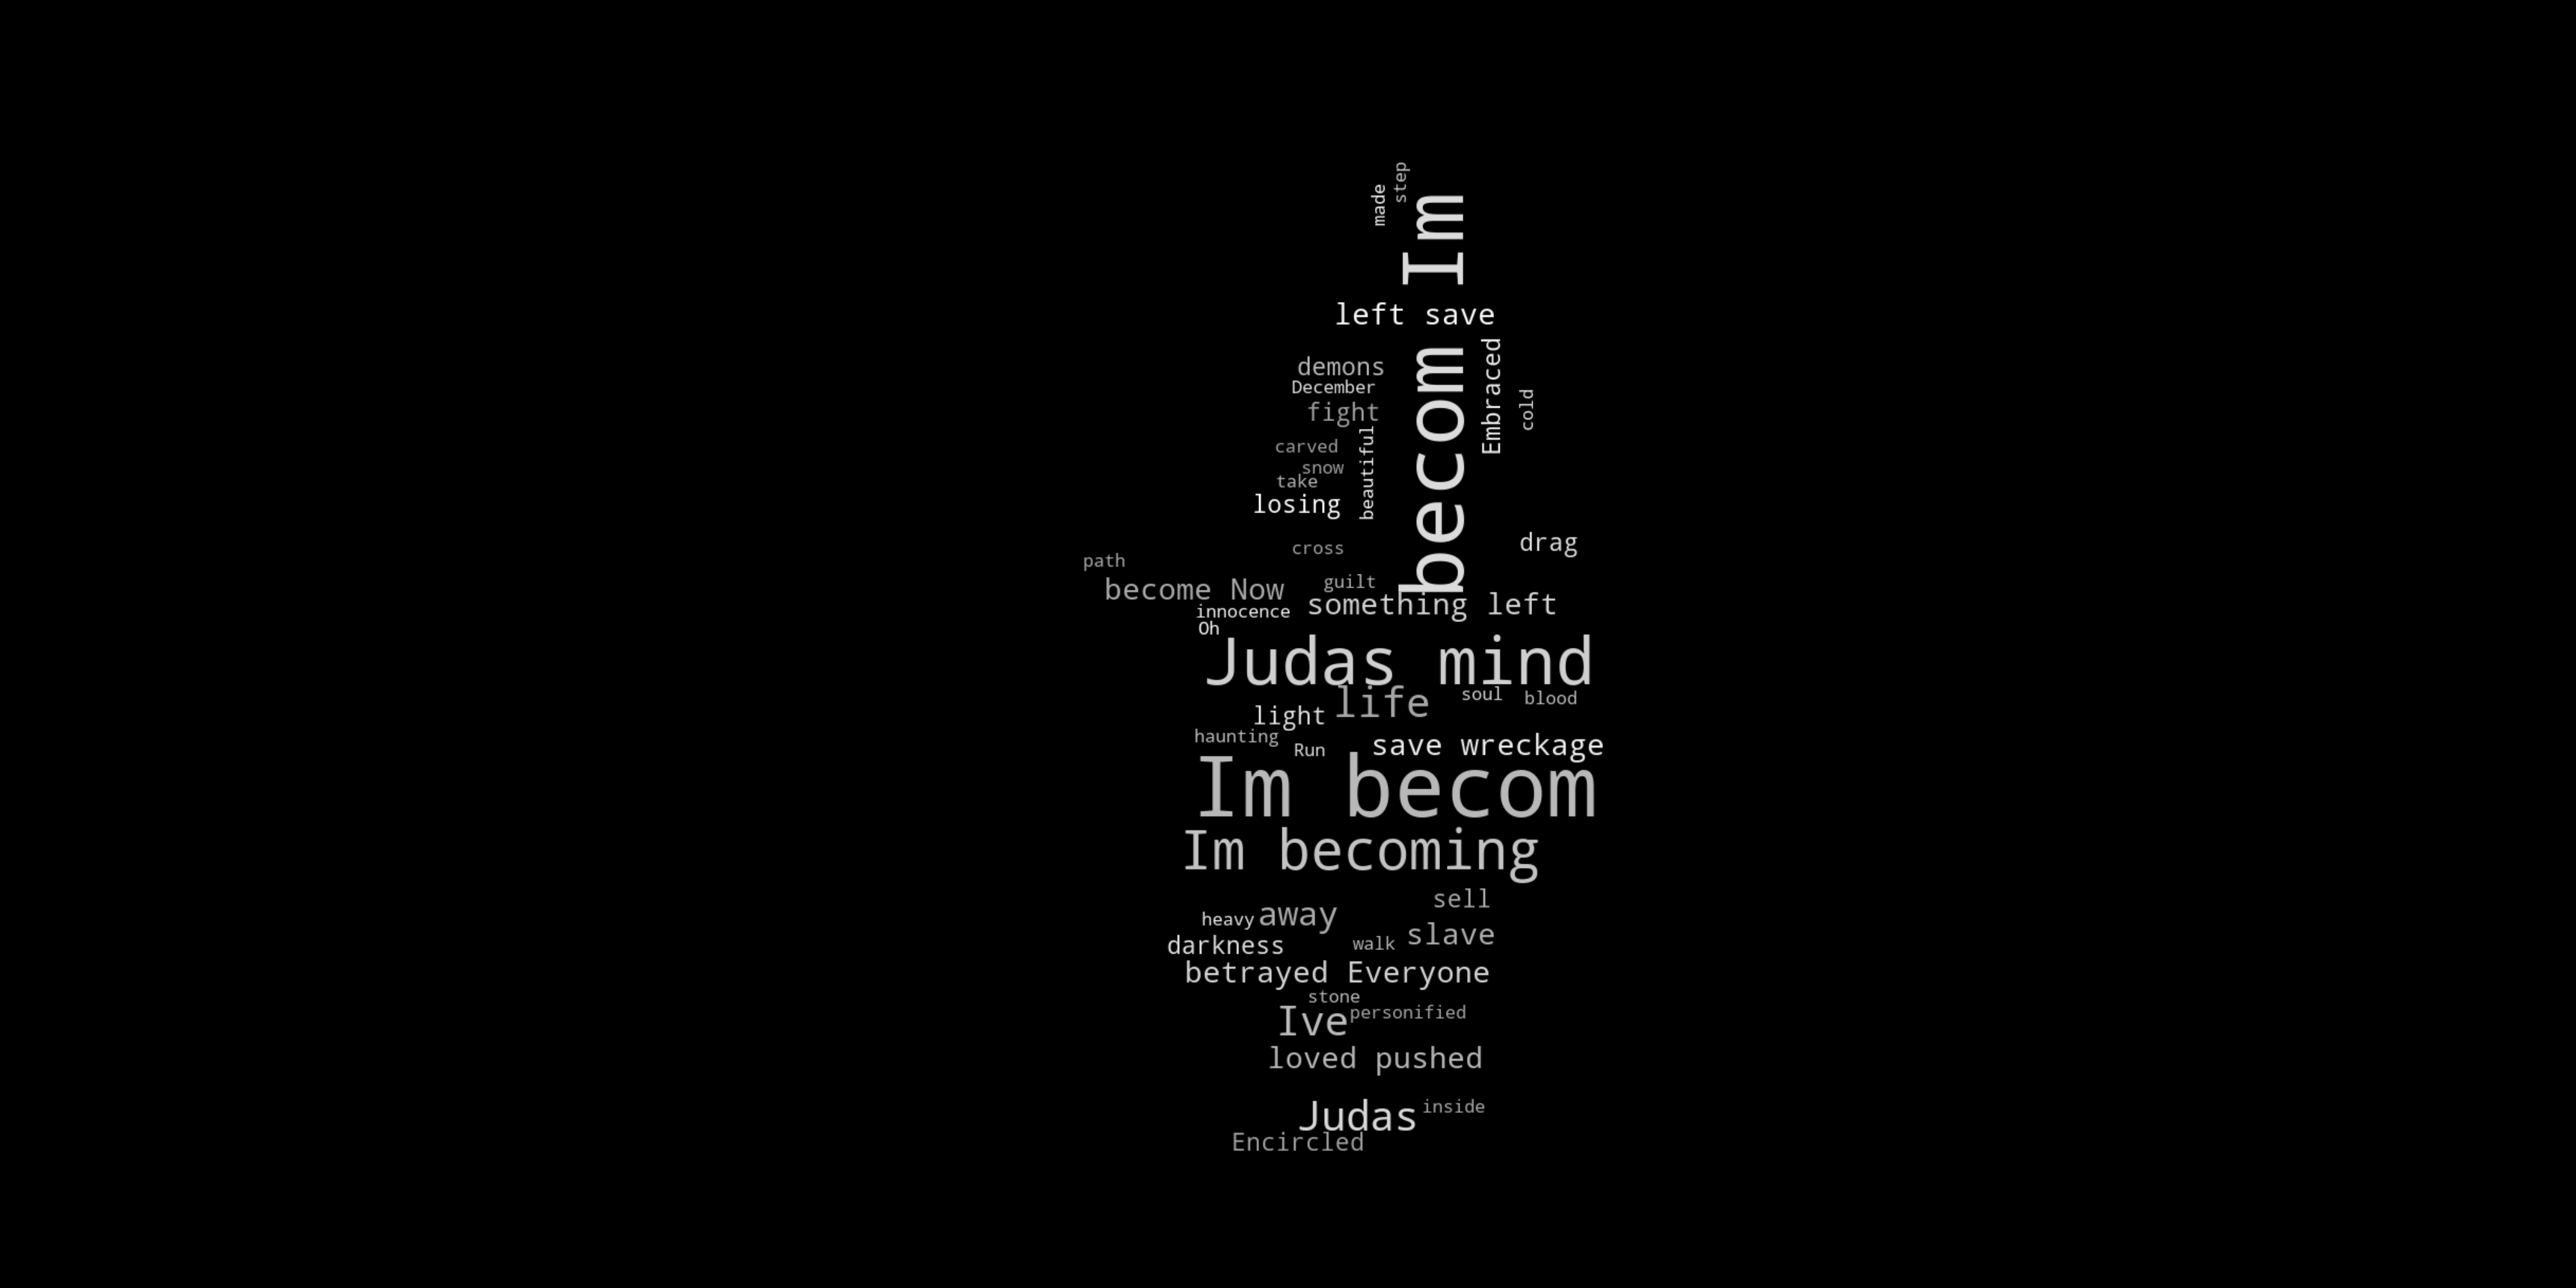 step
made
becom Im
left save
Embraced
demons
December
cold
fight
beautiful
carved
snow
take
losing
drag
cross
path
guilt
become Now
something left
innocence
Oh
Judas mind
life
soul
blood
light
haunting
Run
save wreckage
Im becom
Im becoming
sell
heavy
away
slave
darkness
walk
betrayed Everyone
stone
Ive
personified
loved pushed
Judas
inside
Encircled